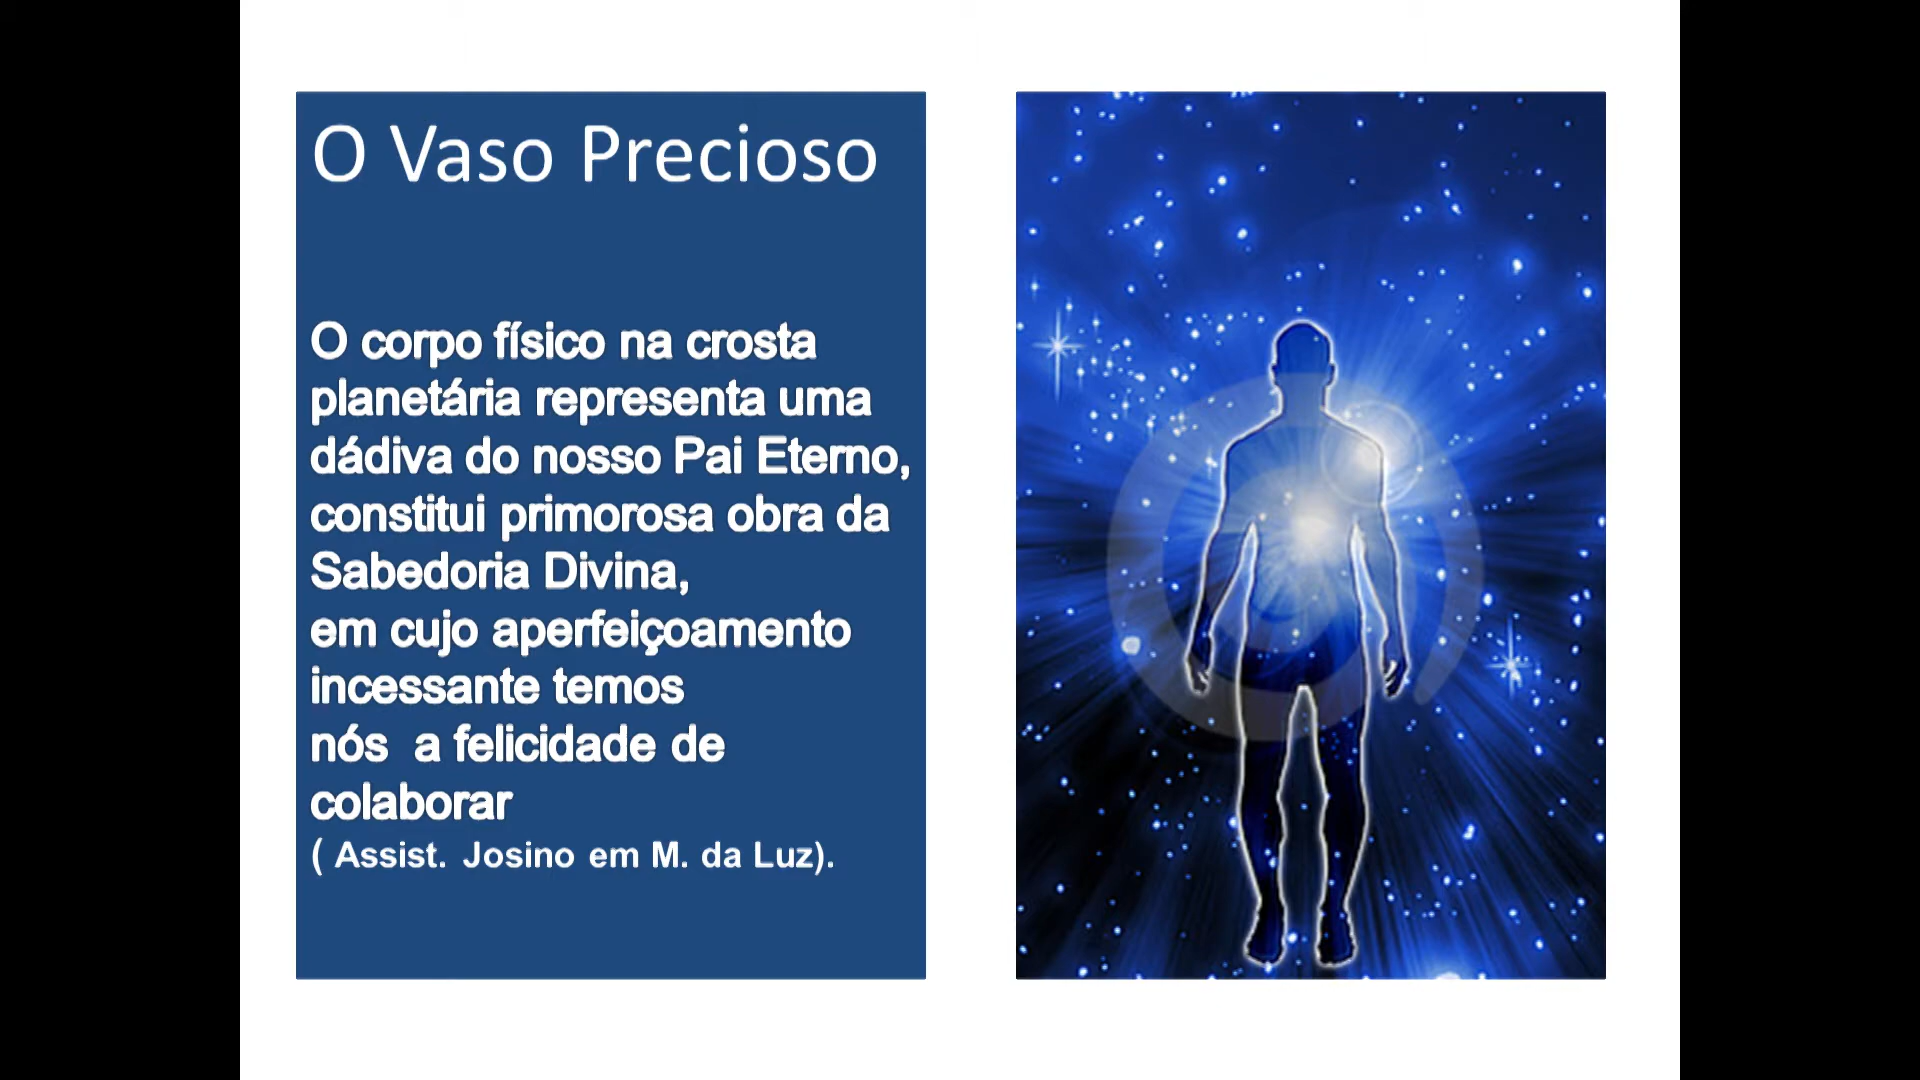 O Vaso Precioso
O corpo físico na crosta
planetária representa uma
dádiva do nosso Pai Eterno,
constitui primorosa obra da
Sabedoria Divina,
em cujo aperfeiçoamento
incessante temos
nós  a felicidade de
colaborar
( Assist. Josino em M. da Luz).